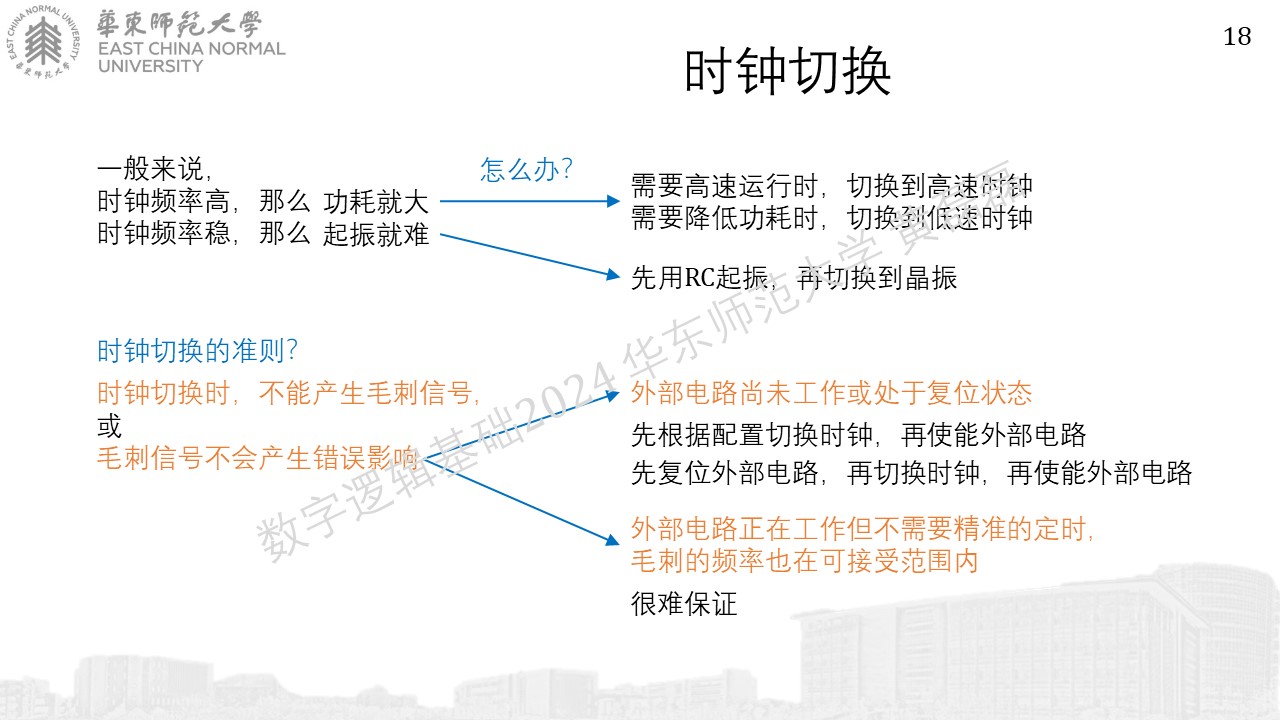 華東師範大學
EAST CHINA NORMAL
UNIVERSITY
EAST CHINA NORMAL UNIVERSITY
華東师范大学
18
时钟切换
一般来说，
时钟频率高，那么 功耗就大
时钟频率稳，那么 起振就难
怎么办？
需要高速运行时，切换到高速时钟
需要降低功耗时，切换到低速时钟
先用RC起振，再切换到晶振
时钟切换的准则？
时钟切换时，不能产生毛刺信号，
或
毛刺信号不会产生错误影响
外部电路尚未工作或处于复位状态
先根据配置切换时钟，再使能外部电路
先复位外部电路，再切换时钟，再使能外部电路
外部电路正在工作但不需要精准的定时，
毛刺的频率也在可接受范围内
很难保证
数字逻辑基础2024 华东师范大学 黄磊磊